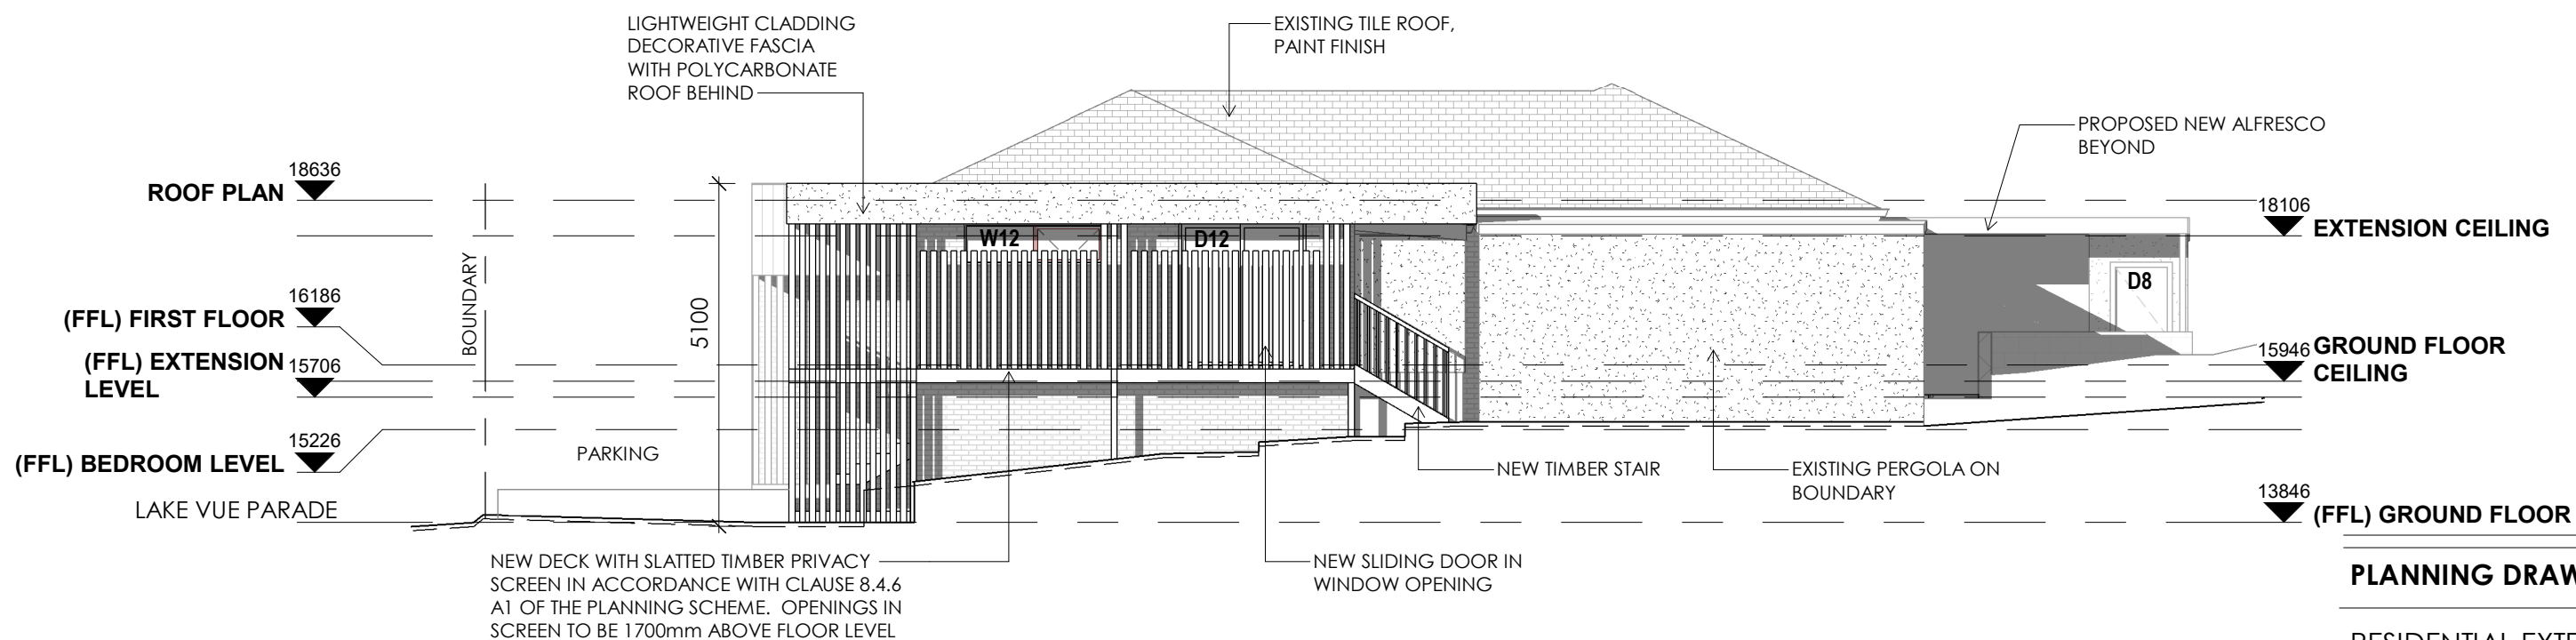 LIGHTWEIGHT CLADDING
DECORATIVE FASCIA
WITH POLYCARBONATE
ROOF BEHIND
EXISTING TILE ROOF,
PAINT FINISH
PROPOSED NEW ALFRESCO
BEYOND
18636
ROOF PLAN
18106
EXTENSION CEILING
W12
D12
D8
BOUNDARY
5100
16186
(FFL) FIRST FLOOR
(FFL) EXTENSION
LEVEL
15706
15946
GROUND FLOOR
CEILING
15226
(FFL) BEDROOM LEVEL
PARKING
NEW TIMBER STAIR
EXISTING PERGOLA ON
BOUNDARY
LAKE VUE PARADE
13846
(FFL) GROUND FLOOR
NEW DECK WITH SLATTED TIMBER PRIVACY
SCREEN IN ACCORDANCE WITH CLAUSE 8.4.6
A1 OF THE PLANNING SCHEME. OPENINGS IN
SCREEN TO BE 1700mm ABOVE FLOOR LEVEL
NEW SLIDING DOOR IN
WINDOW OPENING
PLANNING DRAW